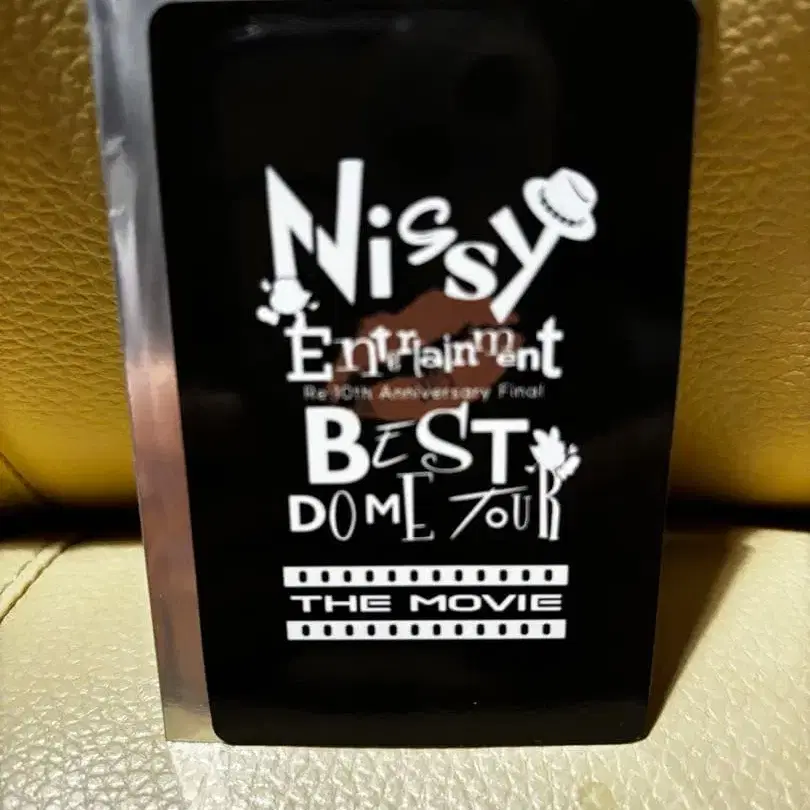 Nissy
Entertainment
Re:10th Anniversary Final
BEST
DOME TOUR
THE MOVIE